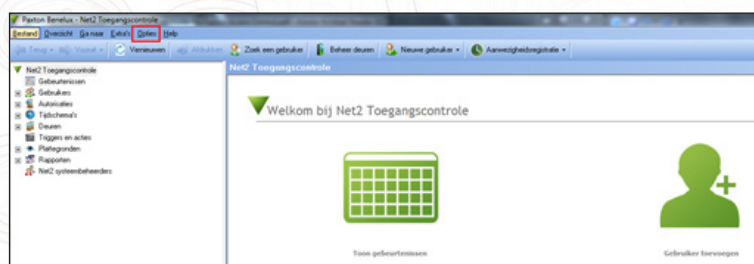 Paxton Benelux - Net2 Toegangscontrole
Bestand Overzicht Ga naar Extra's Opties Help
Terug Vooruit Vernieuwen Afdrukken Zoek een gebruiker Beheer deuren Nieuwe gebruiker Aanwezigheidsregistratie
Net2 Toegangscontrole
Gebeurtenissen
Gebruikers
Autorisaties
Tijdschema's
Deuren
Triggers en acties
Plattegronden
Rapporten
Net2 systeembeheerders
Net2 Toegangscontrole
Welkom bij Net2 Toegangscontrole
Toon gebeurtenissen
Gebruiker toevoegen